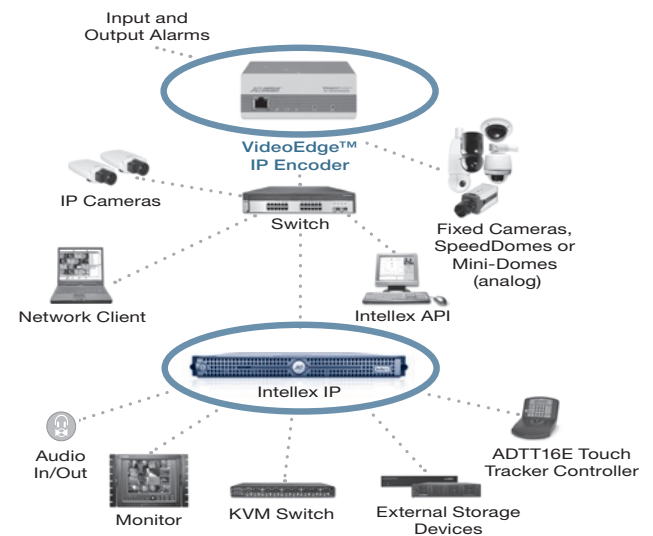 Input and
Output Alarms
VideoEdge™
IP Encoder
IP Cameras
Switch
Fixed Cameras,
SpeedDomes or
Mini-Domes
(analog)
Network Client
Intellex API
Intellex IP
Audio
In/Out
ADTT16E Touch
Tracker Controller
Monitor
KVM Switch
External Storage
Devices